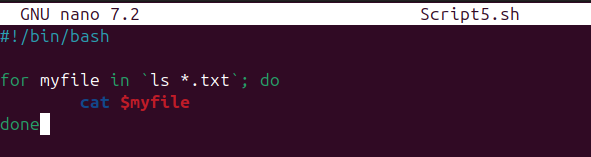 GNU nano 7.2 Script5.sh
#!/bin/bash
for myfile in `ls *.txt`; do
cat $myfile
done